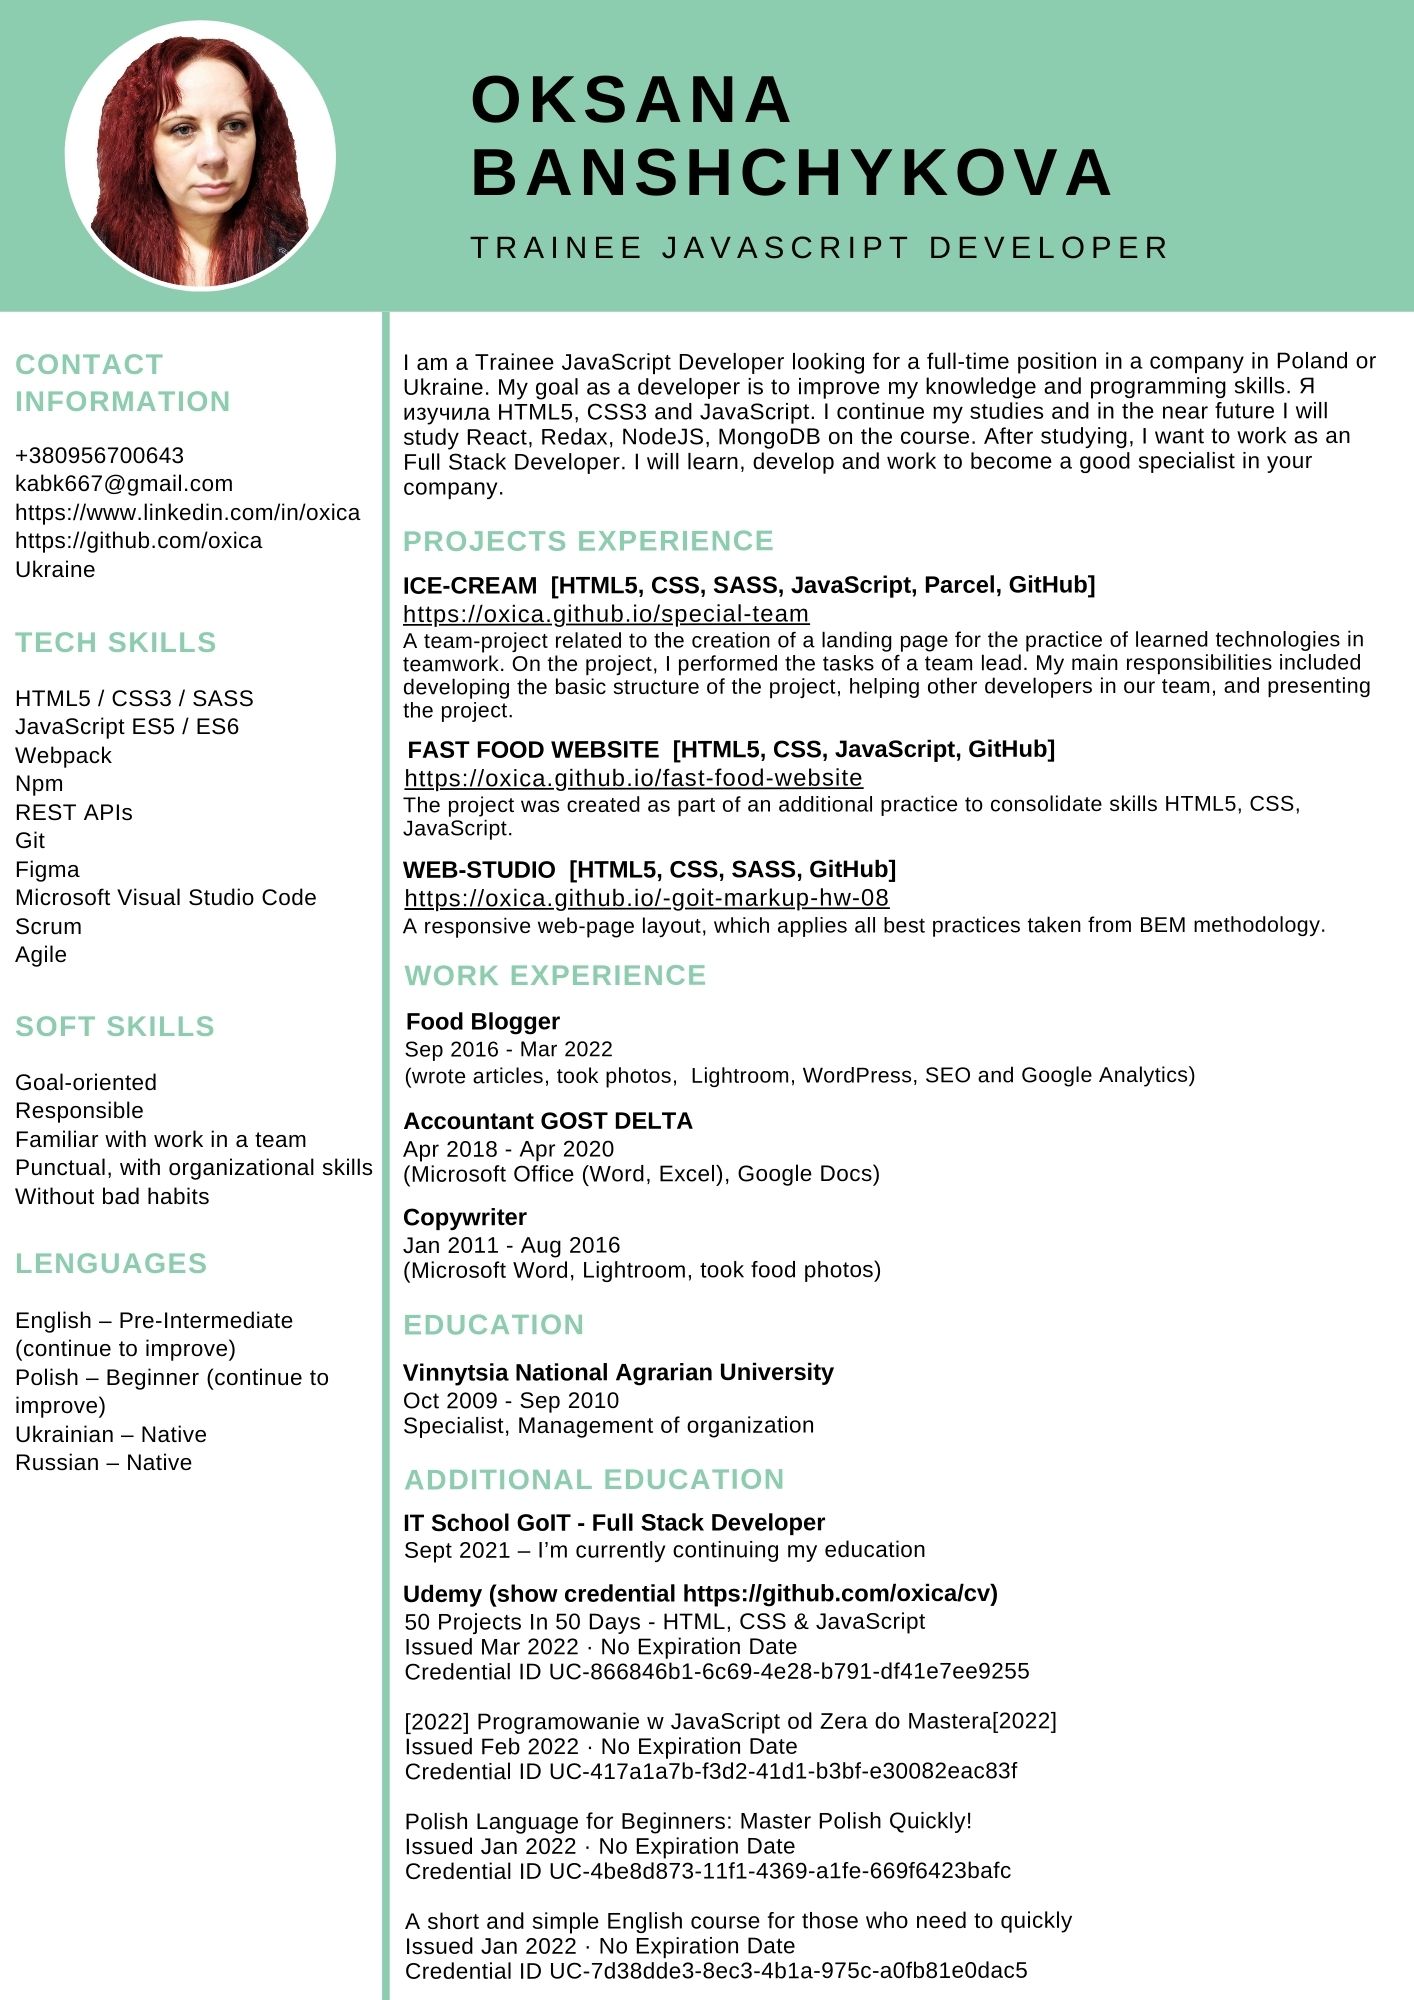 OKSANA
BANSHCHYKOVA
TRAINEE JAVASCRIPT DEVELOPER
CONTACT
INFORMATION
+380956700643
kabk667@gmail.com
https://www.linkedin.com/in/oxica
https://github.com/oxica
Ukraine
TECH SKILLS
HTML5 / CSS3 / SASS
JavaScript ES5 / ES6
Webpack
Npm
REST APIs
Git
Figma
Microsoft Visual Studio Code
Scrum
Agile
SOFT SKILLS
Goal-oriented
Responsible
Familiar with work in a team
Punctual, with organizational skills
Without bad habits
LENGUAGES
English – Pre-Intermediate
(continue to improve)
Polish – Beginner (continue to
improve)
Ukrainian – Native
Russian – Native
I am a Trainee JavaScript Developer looking for a full-time position in a company in Poland or
Ukraine. My goal as a developer is to improve my knowledge and programming skills. Я
изучила HTML5, CSS3 and JavaScript. I continue my studies and in the near future I will
study React, Redax, NodeJS, MongoDB on the course. After studying, I want to work as an
Full Stack Developer. I will learn, develop and work to become a good specialist in your
company.
PROJECTS EXPERIENCE
ICE-CREAM [HTML5, CSS, SASS, JavaScript, Parcel, GitHub]
https://oxica.github.io/special-team
A team-project related to the creation of a landing page for the practice of learned technologies in
teamwork. On the project, I performed the tasks of a team lead. My main responsibilities included
developing the basic structure of the project, helping other developers in our team, and presenting
the project.
FAST FOOD WEBSITE [HTML5, CSS, JavaScript, GitHub]
https://oxica.github.io/fast-food-website
The project was created as part of an additional practice to consolidate skills HTML5, CSS,
JavaScript.
WEB-STUDIO [HTML5, CSS, SASS, GitHub]
https://oxica.github.io/-goit-markup-hw-08
A responsive web-page layout, which applies all best practices taken from BEM methodology.
WORK EXPERIENCE
Food Blogger
Sep 2016 - Mar 2022
(wrote articles, took photos, Lightroom, WordPress, SEO and Google Analytics)
Accountant GOST DELTA
Apr 2018 - Apr 2020
(Microsoft Office (Word, Excel), Google Docs)
Copywriter
Jan 2011 - Aug 2016
(Microsoft Word, Lightroom, took food photos)
EDUCATION
Vinnytsia National Agrarian University
Oct 2009 - Sep 2010
Specialist, Management of organization
ADDITIONAL EDUCATION
IT School GoIT - Full Stack Developer
Sept 2021 – I’m currently continuing my education
Udemy (show credential https://github.com/oxica/cv)
50 Projects In 50 Days - HTML, CSS & JavaScript
Issued Mar 2022 · No Expiration Date
Credential ID UC-866846b1-6c69-4e28-b791-df41e7ee9255
[2022] Programowanie w JavaScript od Zera do Mastera[2022]
Issued Feb 2022 · No Expiration Date
Credential ID UC-417a1a7b-f3d2-41d1-b3bf-e30082eac83f
Polish Language for Beginners: Master Polish Quickly!
Issued Jan 2022 · No Expiration Date
Credential ID UC-4be8d873-11f1-4369-a1fe-669f6423bafc
A short and simple English course for those who need to quickly
Issued Jan 2022 · No Expiration Date
Credential ID UC-7d38dde3-8ec3-4b1a-975c-a0fb81e0dac5